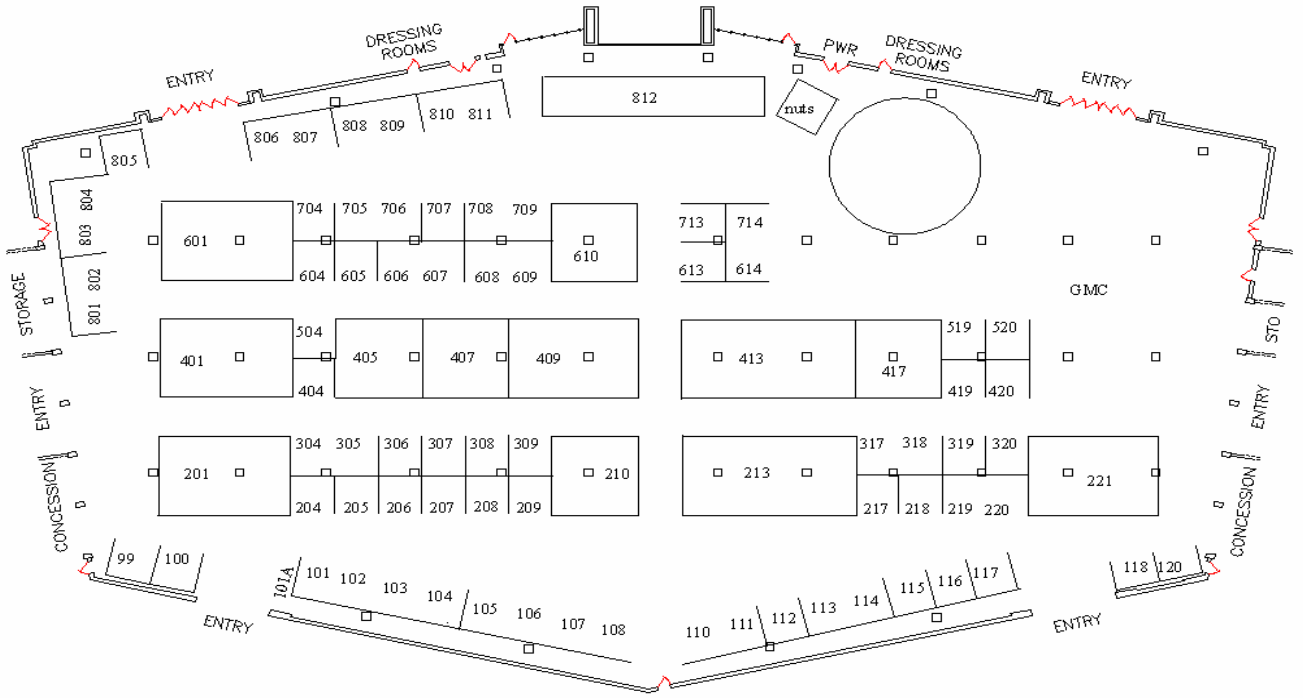 DRESSING
ROOMS
PWR
DRESSING
ROOMS
ENTRY
ENTRY
812
nuts
810 811
808 809
806 807
805
804
803
802
801
STORAGE
704 705 706 707 708 709
713 714
601
610
604 605 606 607 608 609
613 614
GMC
STO
504
519 520
401
405
407
409
413
417
404
419 420
ENTRY
ENTRY
304 305 306 307 308 309
317 318 319 320
201
210
213
221
204 205 206 207 208 209
217 218 219 220
CONCESSION
CONCESSION
99 100
101A 101 102 103 104 105 106 107 108
110 111 112 113 114 115 116 117
118 120
ENTRY
ENTRY